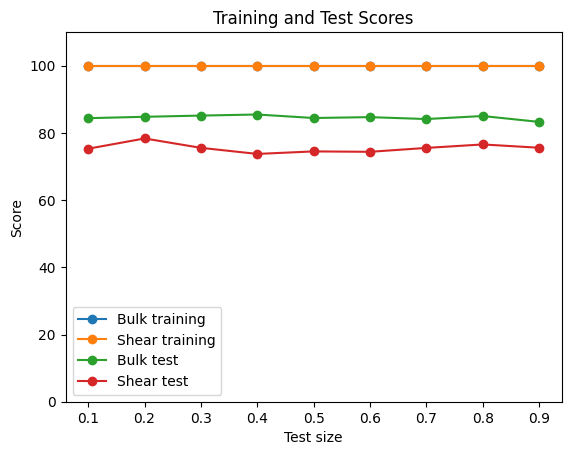 Training and Test Scores
100
80
60
40
20
0
Score
Bulk training
Shear training
Bulk test
Shear test
0.1 0.2 0.3 0.4 0.5 0.6 0.7 0.8 0.9
Test size